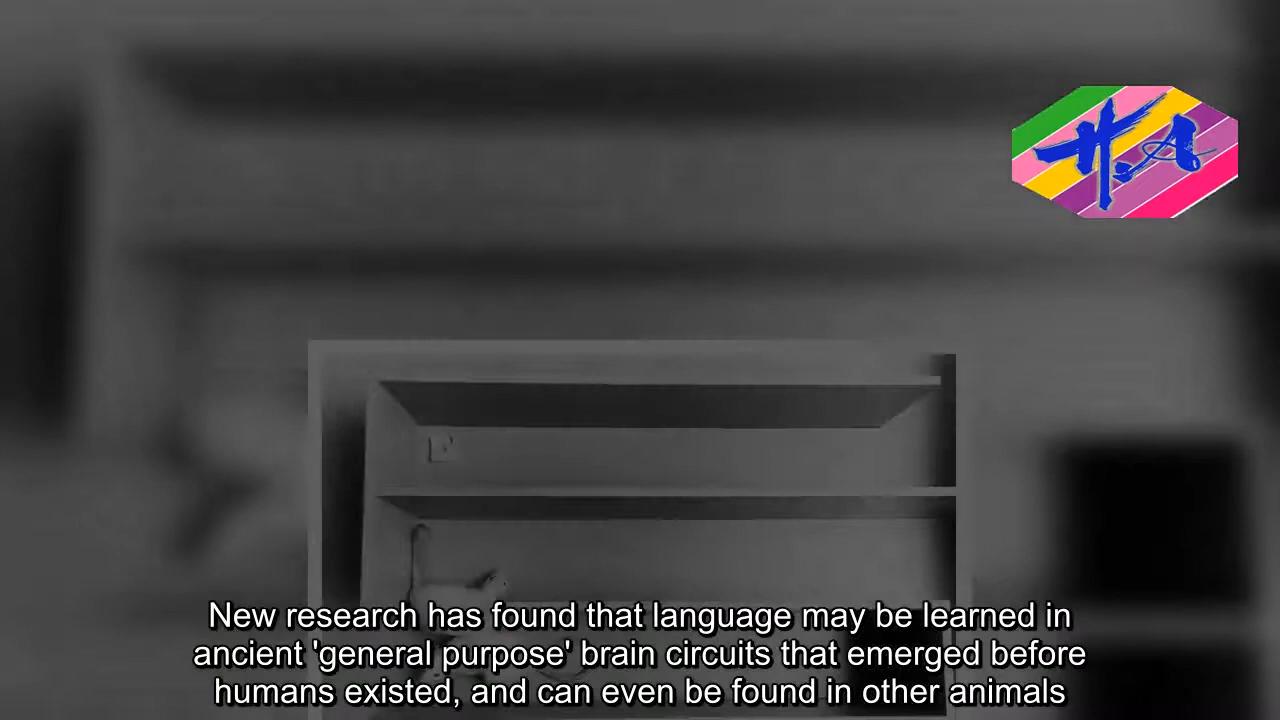 New research has found that language may be learned in
ancient 'general purpose' brain circuits that emerged before
humans existed, and can even be found in other animals